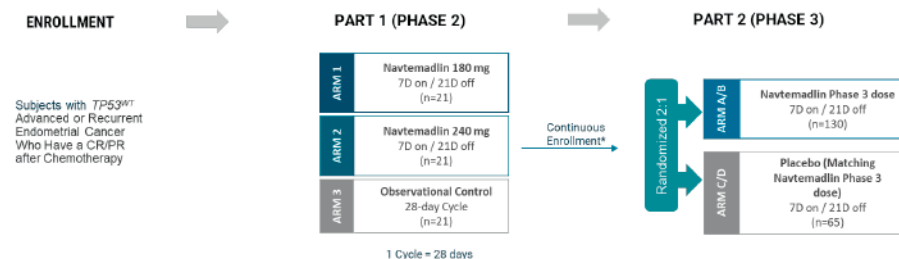 ENROLLMENT
PART 1 (PHASE 2)
PART 2 (PHASE 3)
Subjects with TP53WT
Advanced or Recurrent
Endometrial Cancer
Who Have a CR/PR
after Chemotherapy
ARM 1
Navtemadlin 180 mg
7D on / 21D off
(n=21)
ARM 2
Navtemadlin 240 mg
7D on / 21D off
(n=21)
ARM 3
Observational Control
28-day Cycle
(n=21)
1 Cycle = 28 days
Continuous
Enrollment*
Randomized 2:1
ARM A/B
Navtemadlin Phase 3 dose
7D on / 21D off
(n=130)
ARM C/D
Placebo (Matching
Navtemadlin Phase 3
dose)
7D on / 21D off
(n=65)